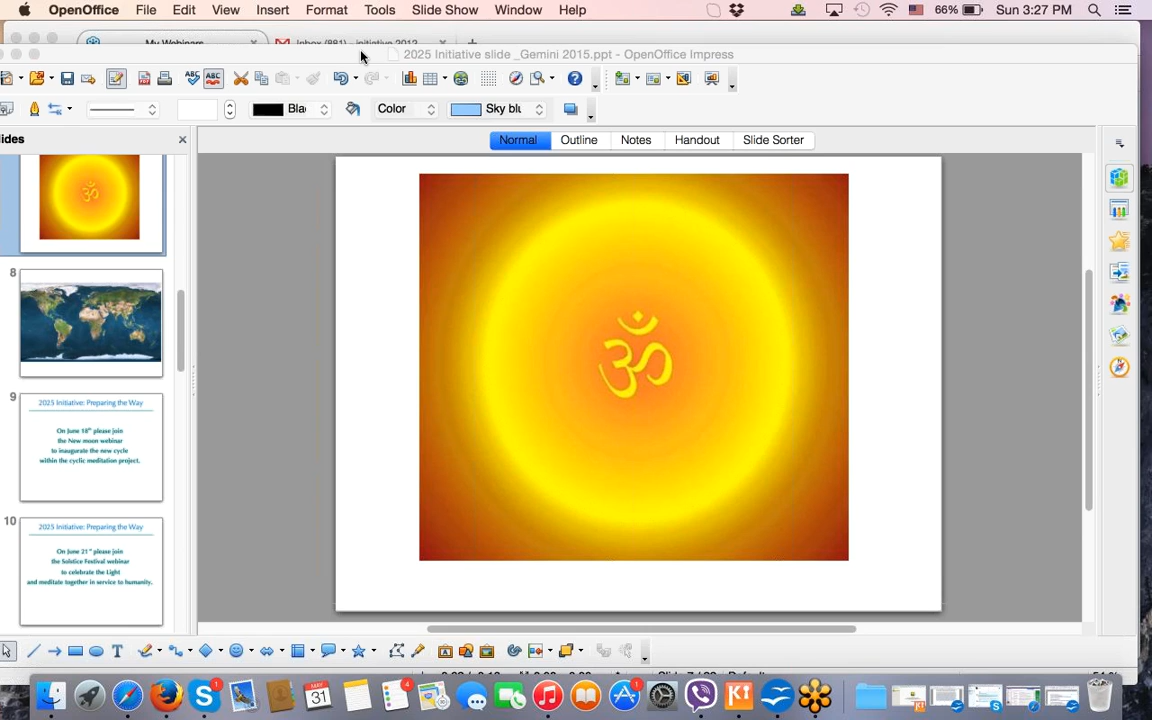 OpenOffice File Edit View Insert Format Tools Slide Show Window Help 66% Sun 3:27 PM
My Webinars
2025 Initiative slide _Gemini 2015.ppt - OpenOffice Impress
Color Sky blu
Normal Outline Notes Handout Slide Sorter
ॐ
8
9
2025 Initiative: Preparing the Way
On June 18th please join
the New moon webinar
to inaugurate the new cycle
within the cyclic meditation project.
10
2025 Initiative: Preparing the Way
On June 21st please join
the Solstice Festival webinar
to celebrate the Light
and meditate together in service to humanity.
MAY
31